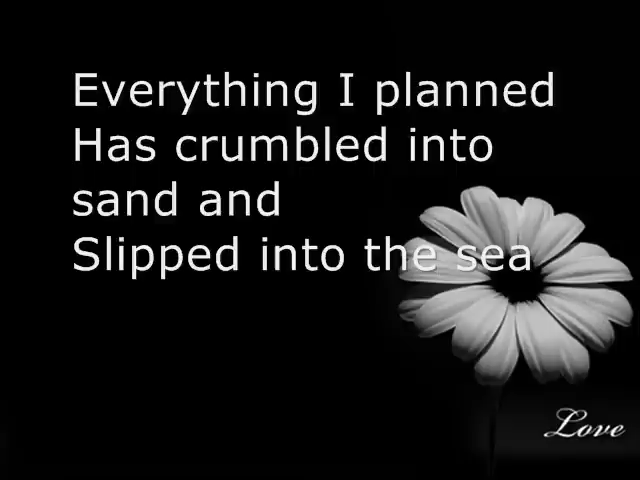 Everything I planned
Has crumbled into
sand and
Slipped into the sea
Love